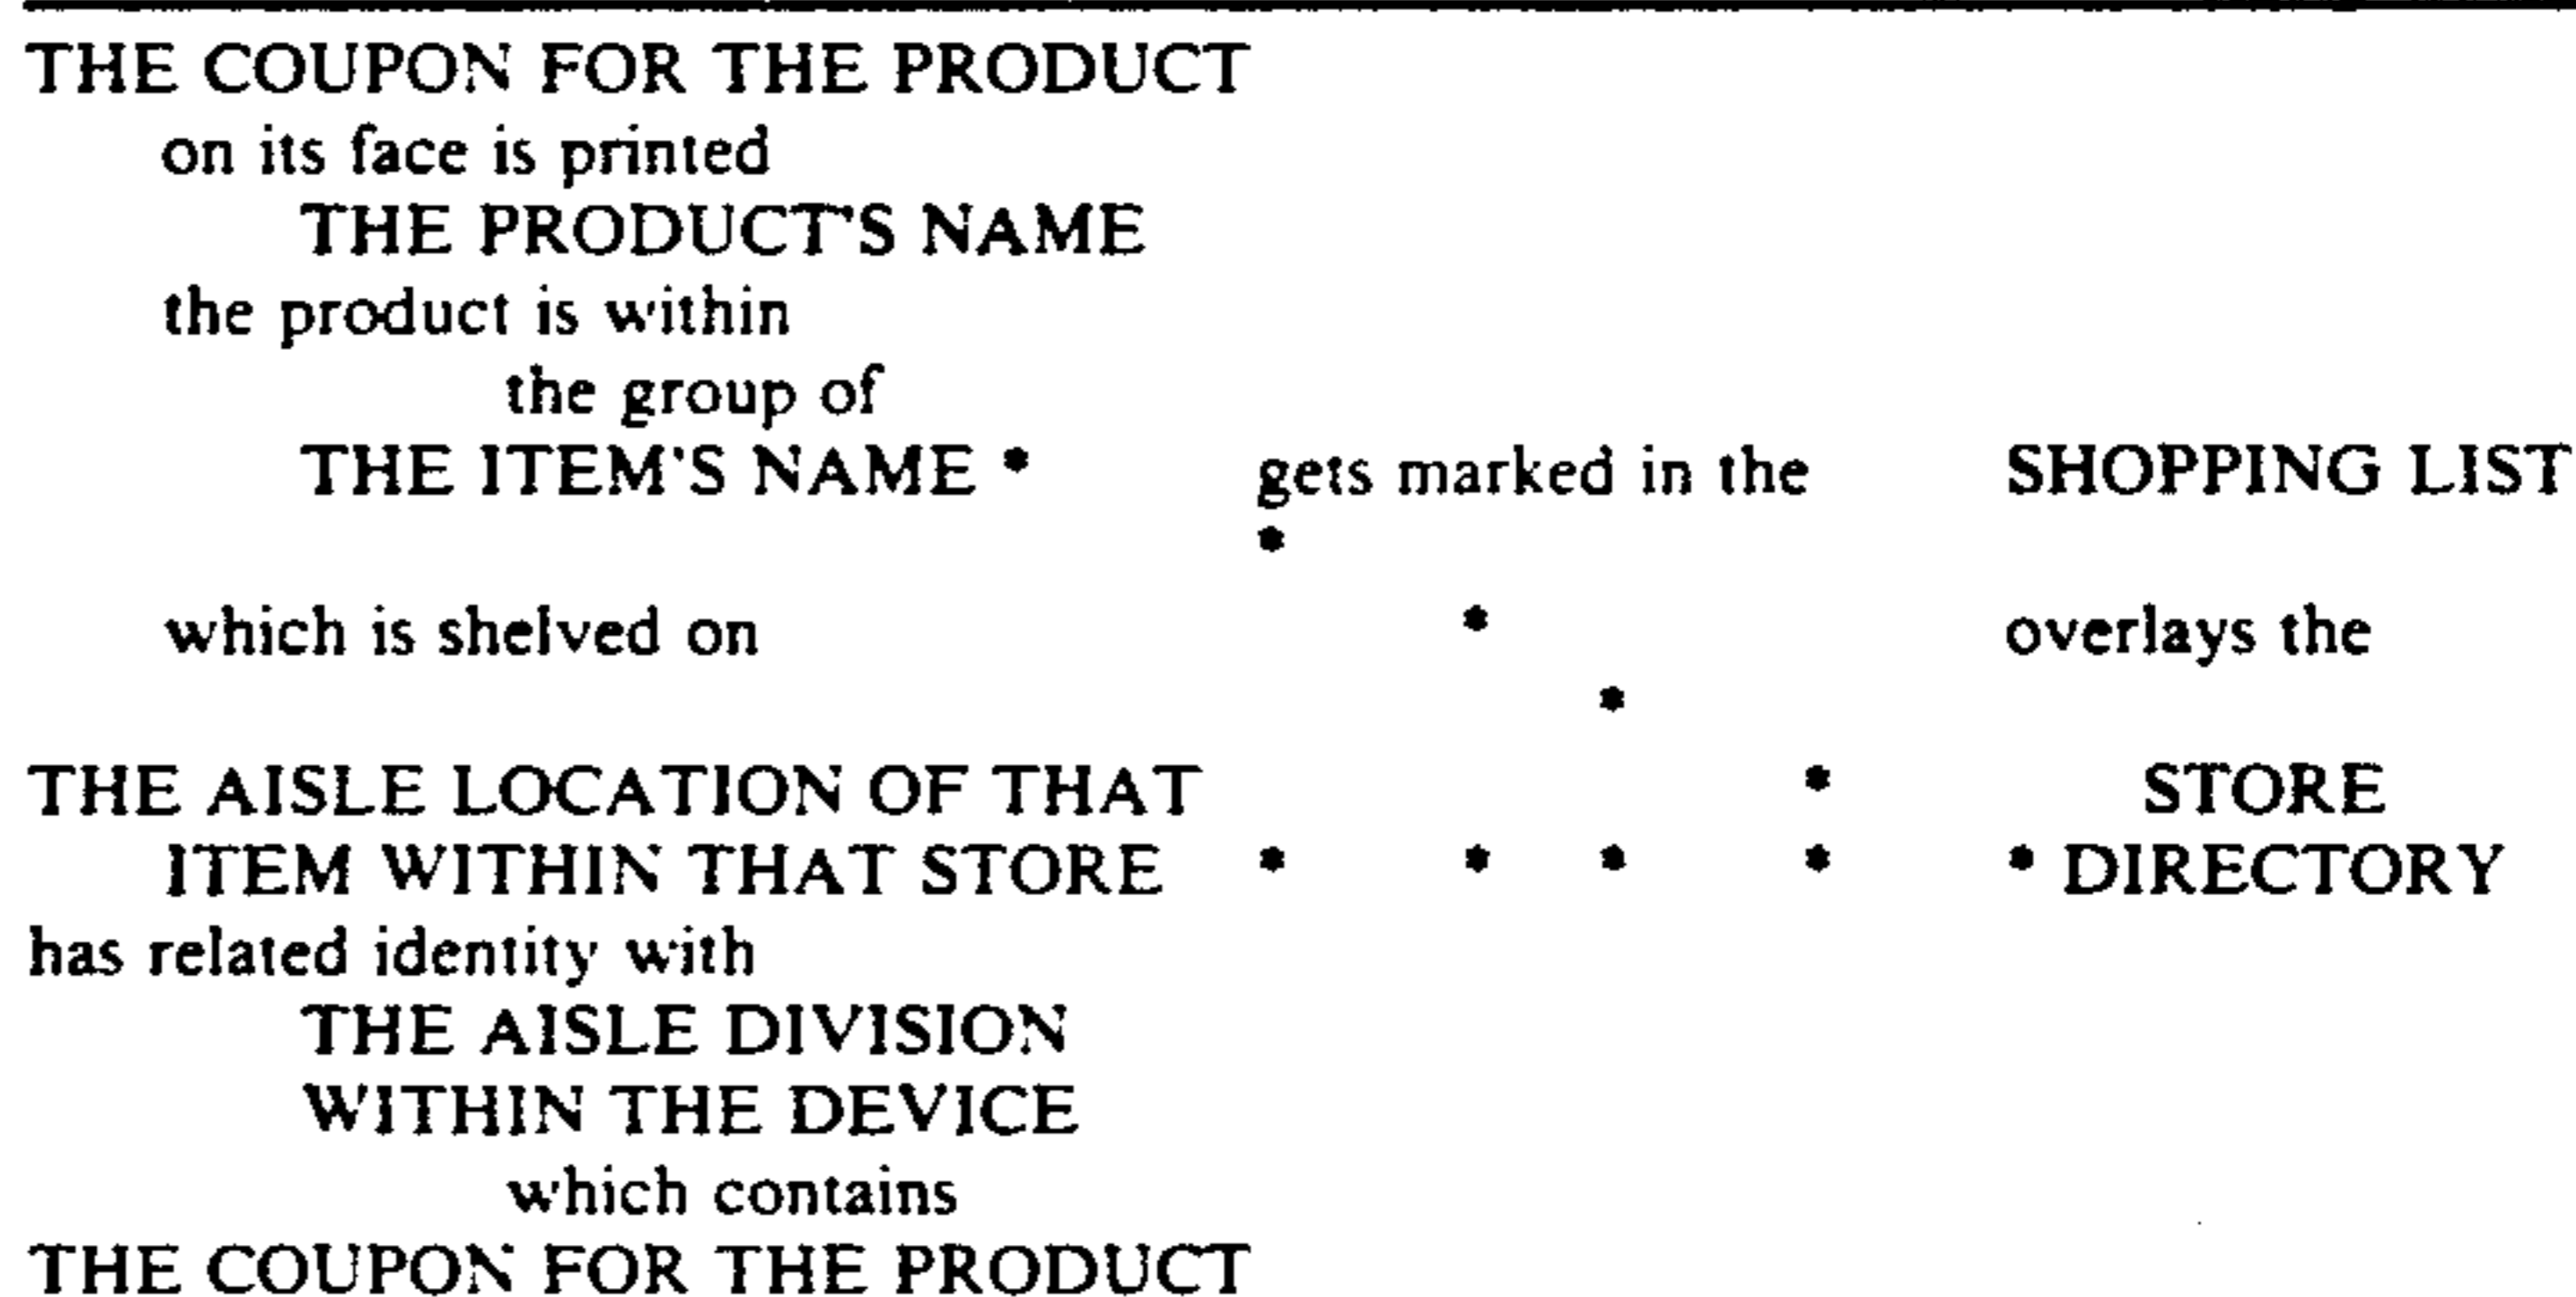 THE COUPON FOR THE PRODUCT
on its face is printed
THE PRODUCT'S NAME
the product is within
the group of
THE ITEM'S NAME * gets marked in the SHOPPING LIST
*
which is shelved on * overlays the
*
THE AISLE LOCATION OF THAT * STORE
ITEM WITHIN THAT STORE * * * * * DIRECTORY
has related identity with
THE AISLE DIVISION
WITHIN THE DEVICE
which contains
THE COUPON FOR THE PRODUCT